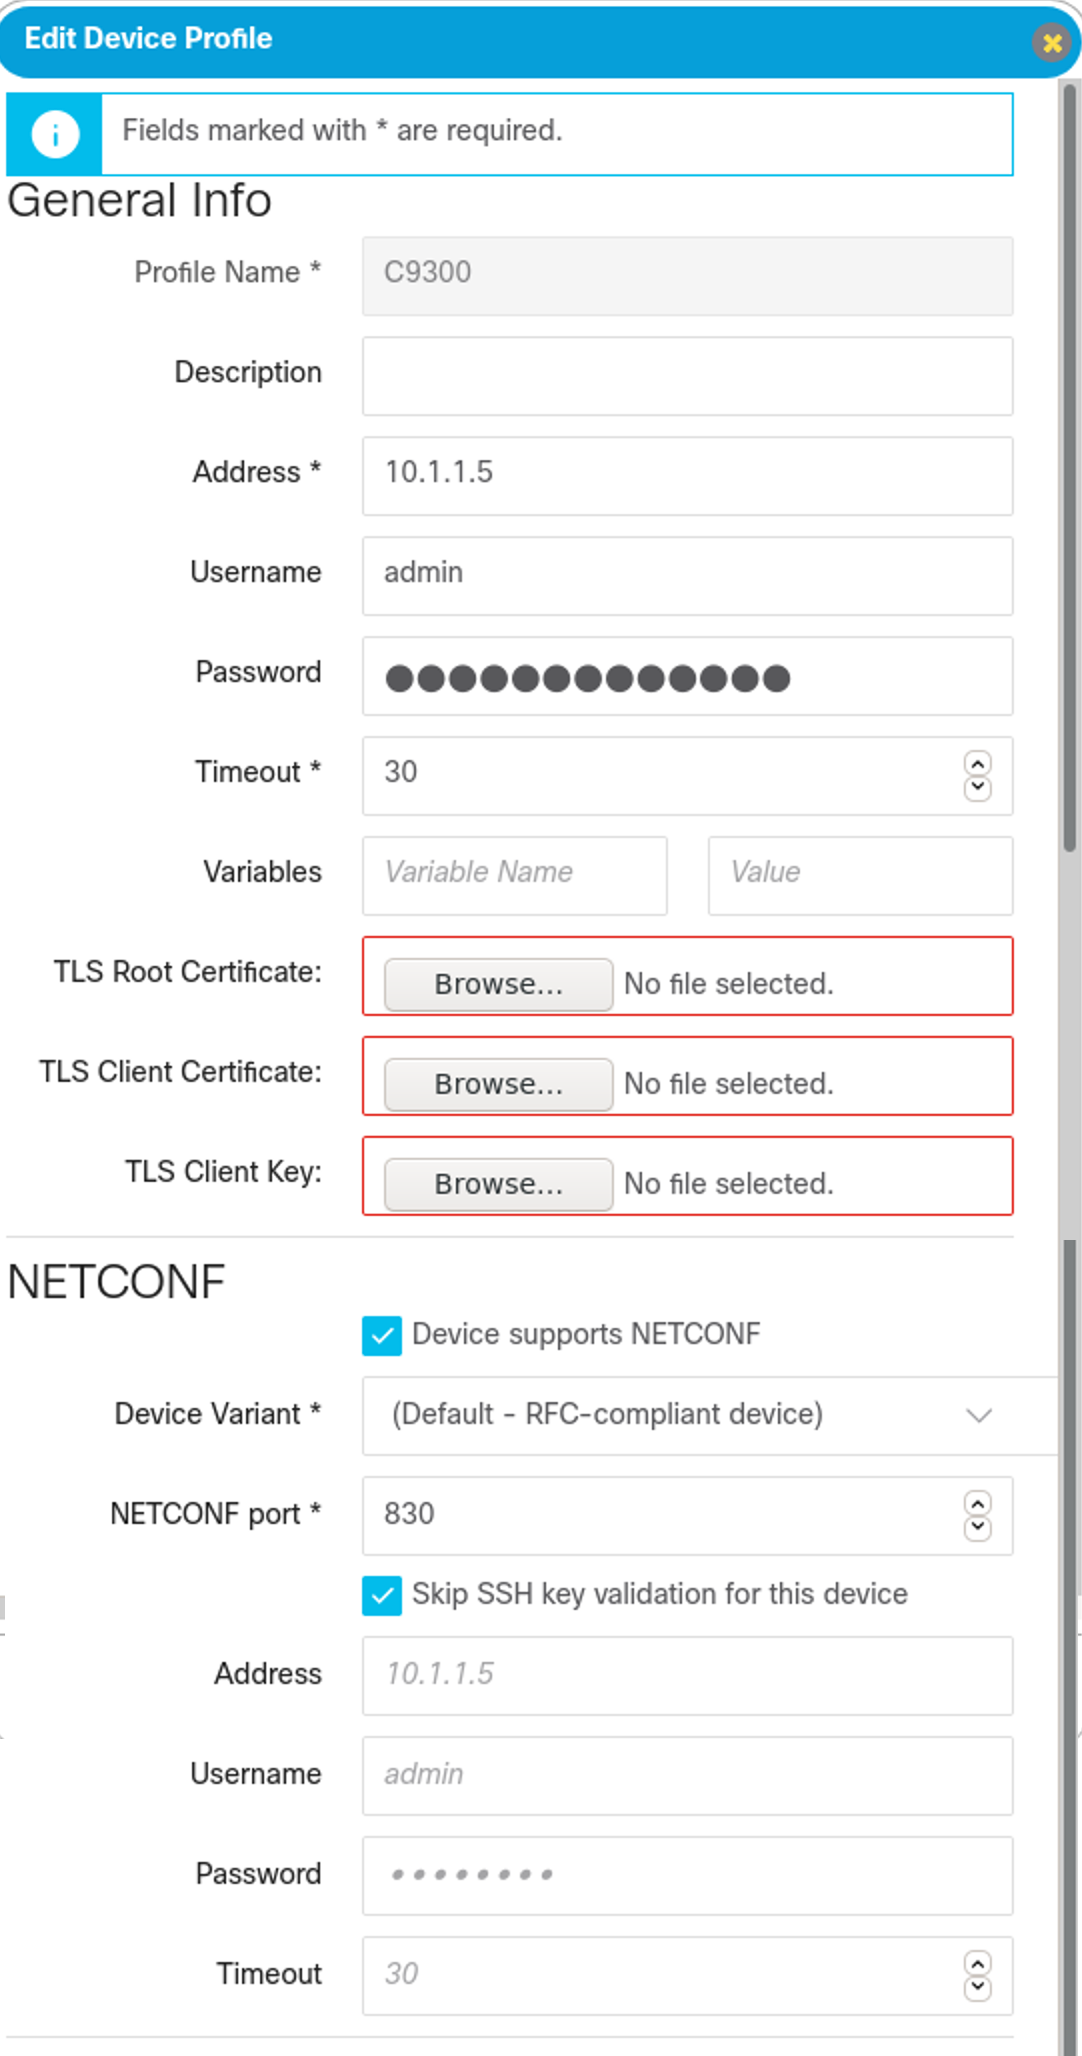 Edit Device Profile
Fields marked with * are required.
General Info
Profile Name * C9300
Description
Address * 10.1.1.5
Username admin
Password ●●●●●●●●●●●●●
Timeout * 30
Variables Variable Name Value
TLS Root Certificate: Browse... No file selected.
TLS Client Certificate: Browse... No file selected.
TLS Client Key: Browse... No file selected.
NETCONF
Device supports NETCONF
Device Variant * (Default - RFC-compliant device)
NETCONF port * 830
Skip SSH key validation for this device
Address 10.1.1.5
Username admin
Password ••••••••
Timeout 30